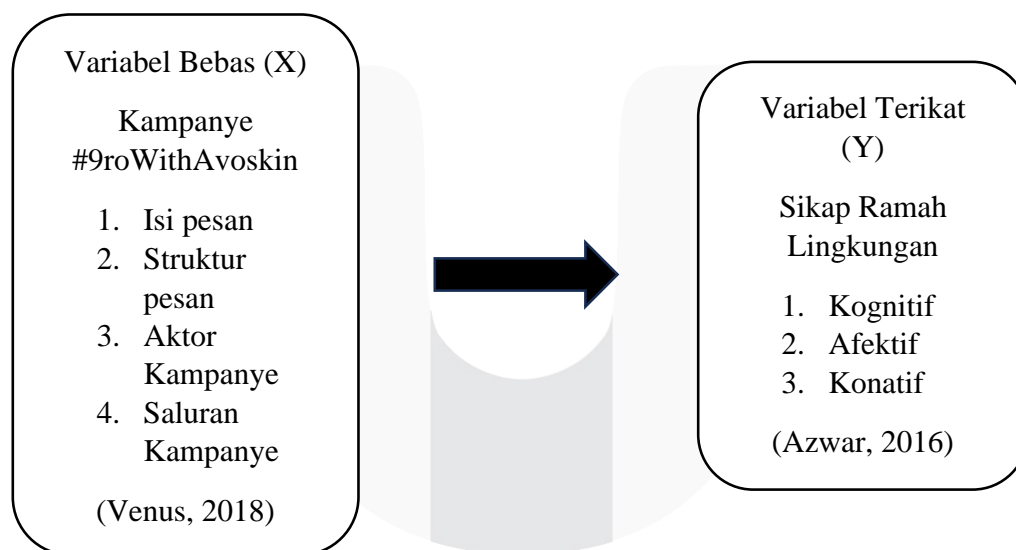 Variabel Bebas (X)
Kampanye
#9roWithAvoskin
1. Isi pesan
2. Struktur
pesan
3. Aktor
Kampanye
4. Saluran
Kampanye
(Venus, 2018)
Variabel Terikat
(Y)
Sikap Ramah
Lingkungan
1. Kognitif
2. Afektif
3. Konatif
(Azwar, 2016)